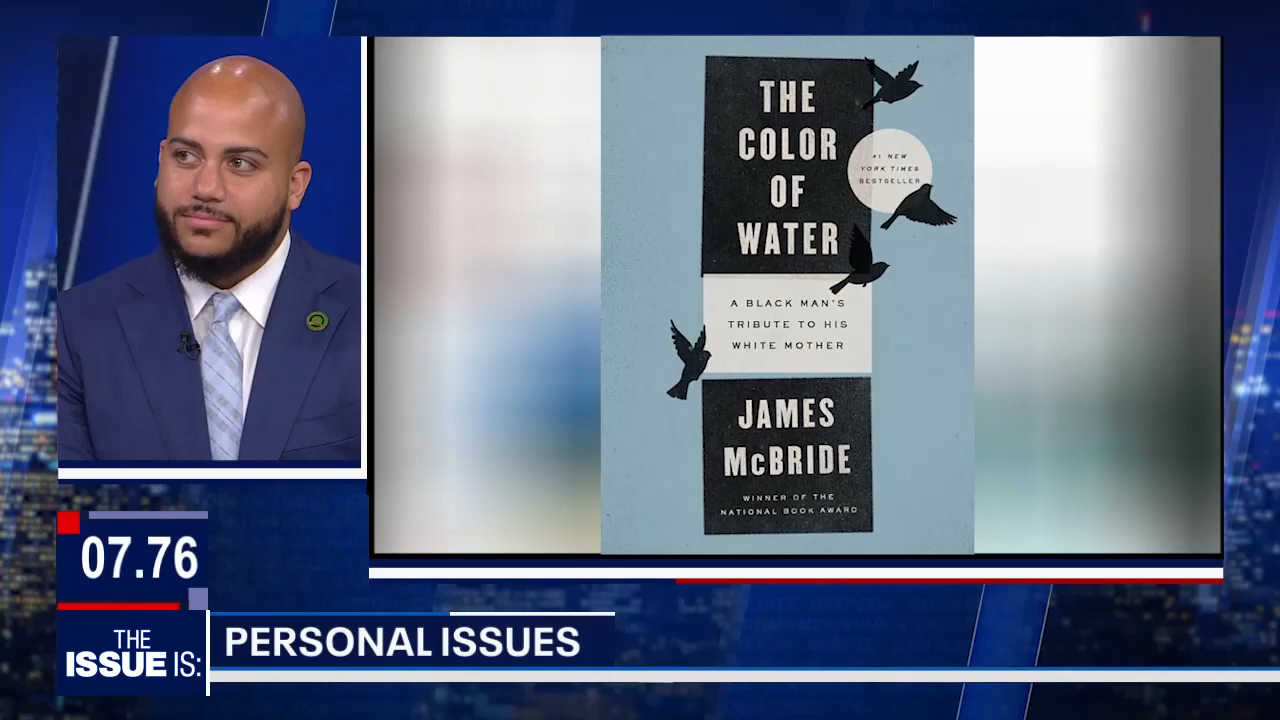 THE
COLOR
OF
WATER
#1 NEW
YORK TIMES
BESTSELLER
A BLACK MAN'S
TRIBUTE TO HIS
WHITE MOTHER
JAMES
McBRIDE
WINNER OF THE
NATIONAL BOOK AWARD
07.76
THE
ISSUE IS:
PERSONAL ISSUES